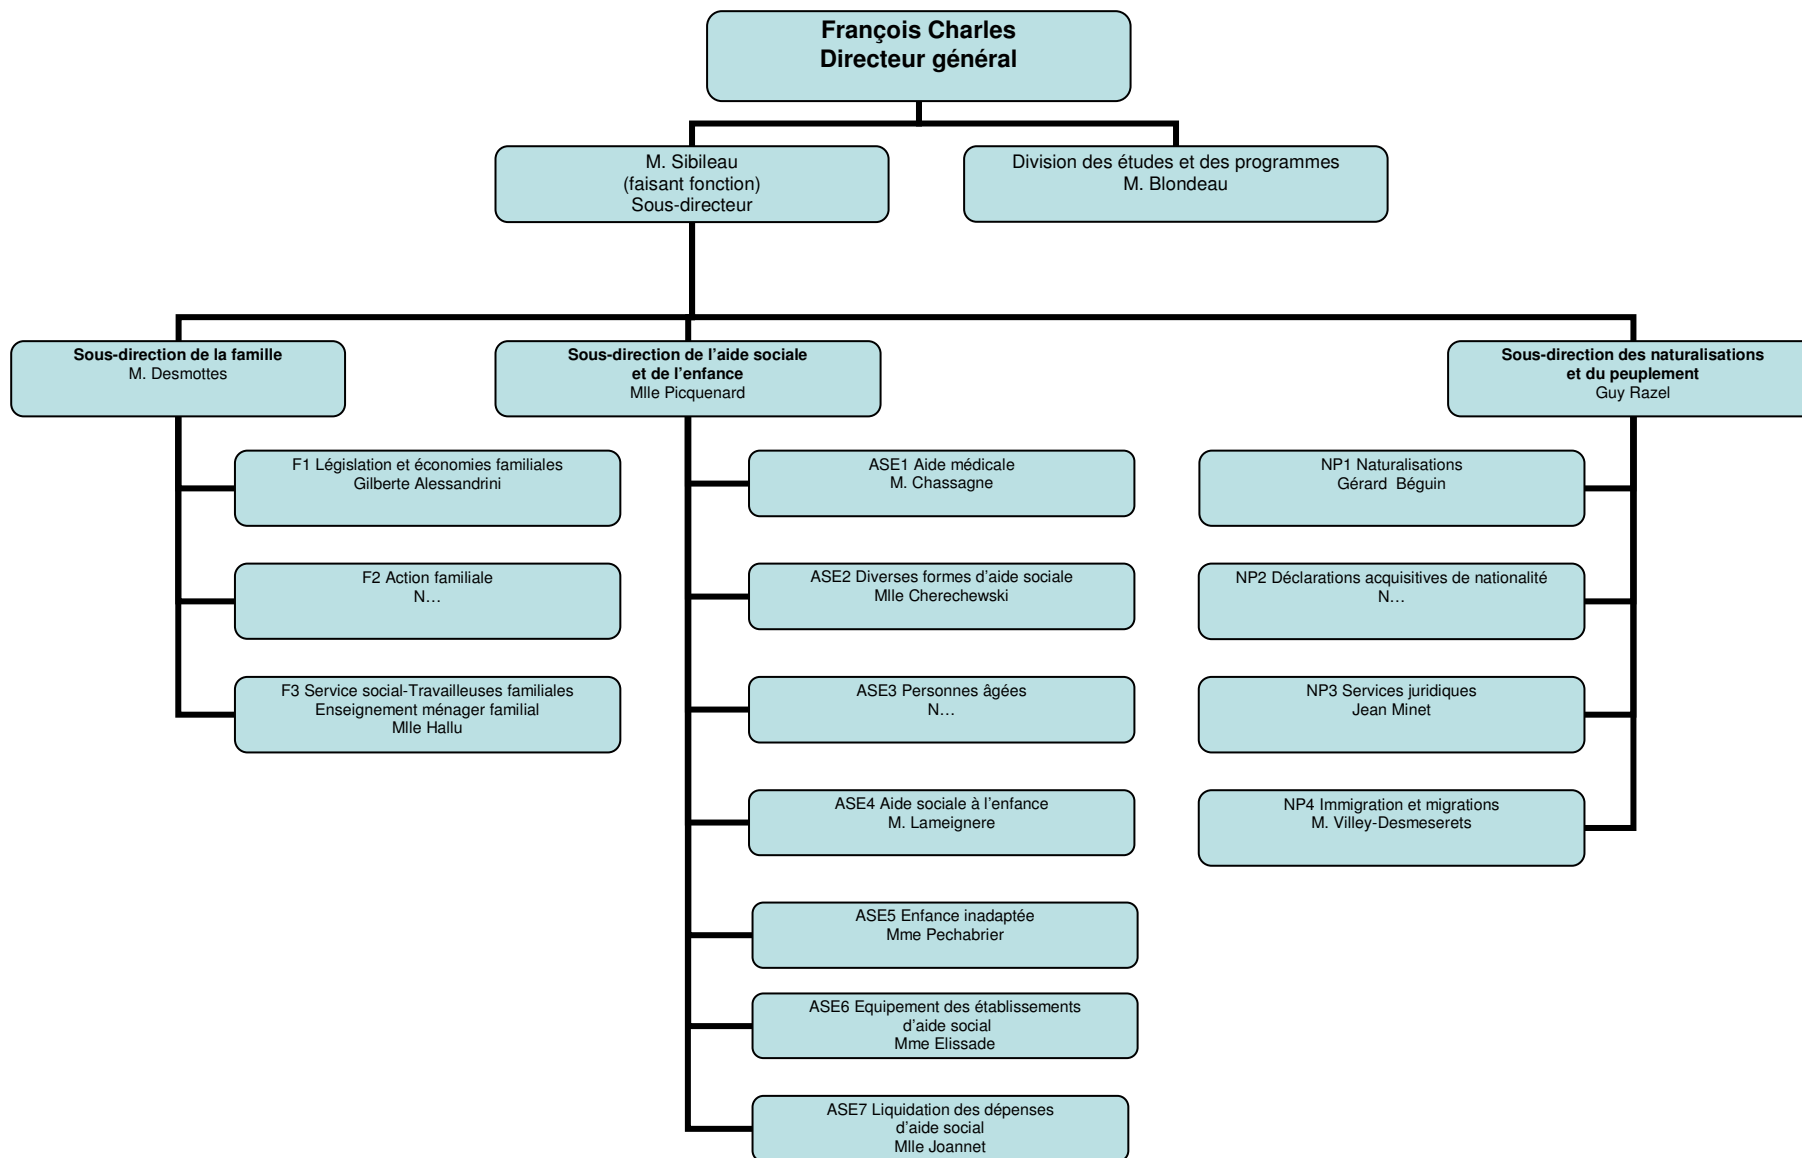 François Charles
Directeur général
M. Sibileau
(faisant fonction)
Sous-directeur
Division des études et des programmes
M. Blondeau
Sous-direction de la famille
M. Desmottes
Sous-direction de l'aide sociale
et de l'enfance
Mlle Picquenard
Sous-direction des naturalisations
et du peuplement
Guy Razel
F1 Législation et économies familiales
Gilberte Alessandrini
F2 Action familiale
N…
F3 Service social-Travailleuses familiales
Enseignement ménager familial
Mlle Hallu
ASE1 Aide médicale
M. Chassagne
ASE2 Diverses formes d'aide sociale
Mlle Cherechewski
ASE3 Personnes âgées
N…
ASE4 Aide sociale à l'enfance
M. Lameignere
ASE5 Enfance inadaptée
Mme Pechabrier
ASE6 Equipement des établissements
d'aide social
Mme Elissade
ASE7 Liquidation des dépenses
d'aide social
Mlle Joannet
NP1 Naturalisations
Gérard  Béguin
NP2 Déclarations acquisitives de nationalité
N…
NP3 Services juridiques
Jean Minet
NP4 Immigration et migrations
M. Villey-Desmeserets